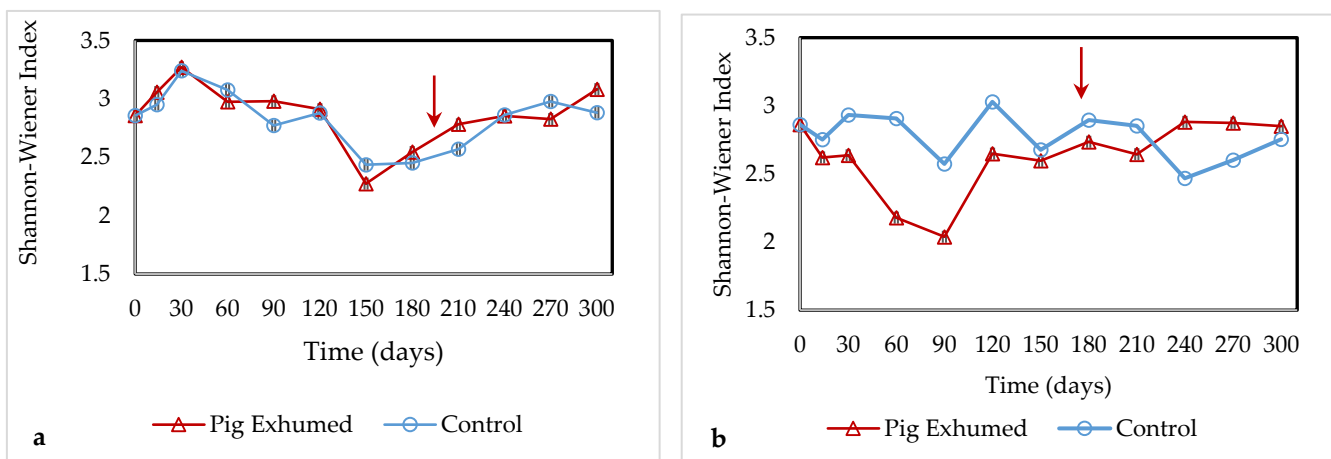 Shannon-Wiener Index
3.5
3
2.5
2
1.5
0 30 60 90 120 150 180 210 240 270 300
Time (days)
Pig Exhumed Control
a
Shannon-Wiener Index
3.5
3
2.5
2
1.5
0 30 60 90 120 150 180 210 240 270 300
Time (days)
Pig Exhumed Control
b